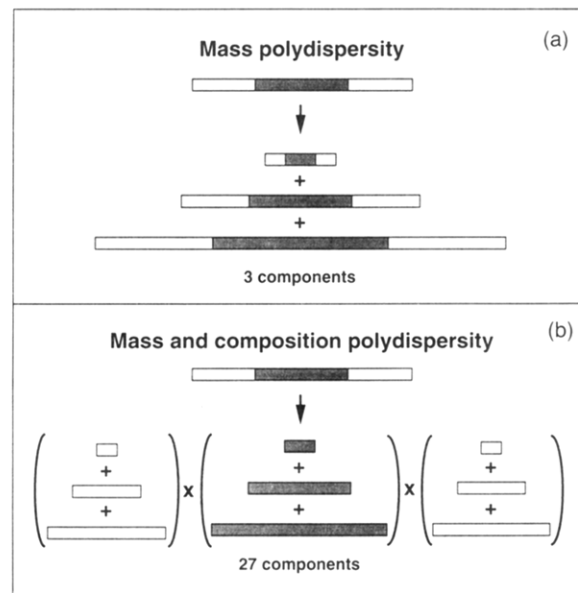 (a)
Mass polydispersity
+
+
3 components
(b)
Mass and composition polydispersity
+ + +
x x
+ + +
27 components